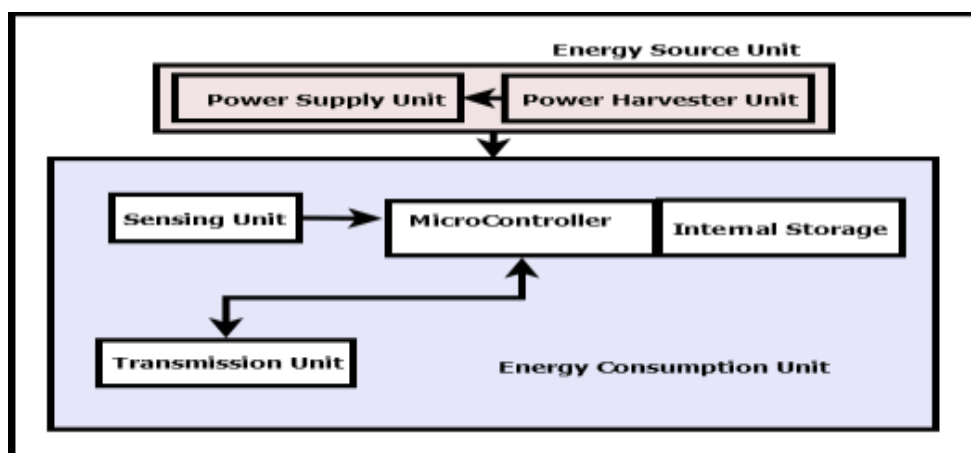 Energy Source Unit
Power Supply Unit
Power Harvester Unit
Sensing Unit
MicroController
Internal Storage
Transmission Unit
Energy Consumption Unit